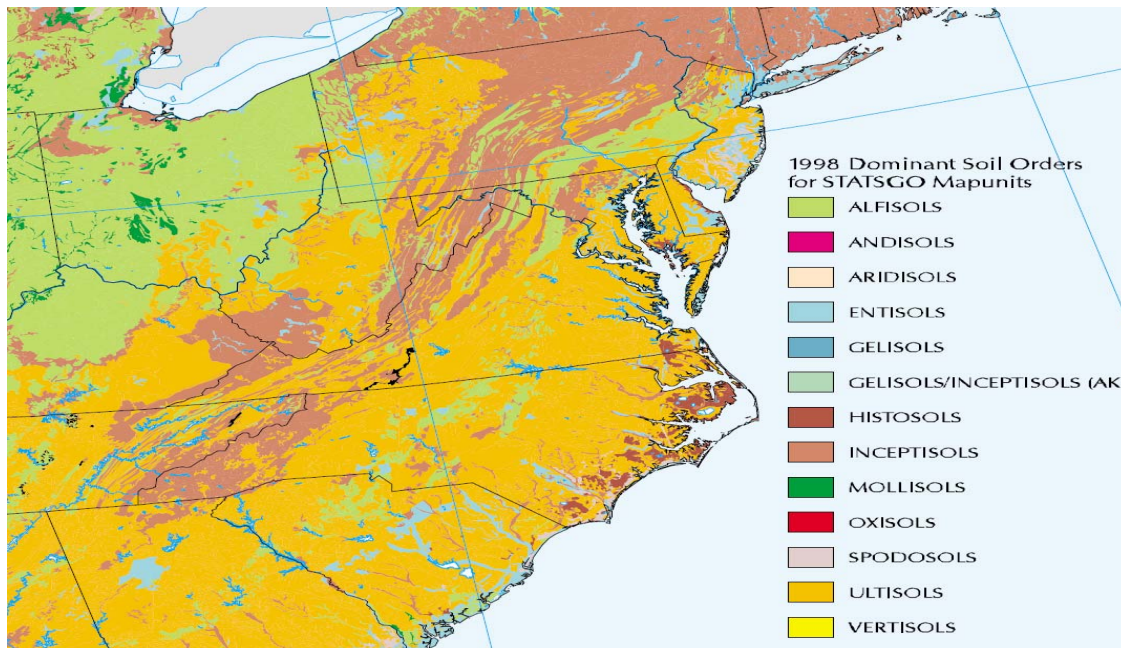 1998 Dominant Soil Orders
for STATSGO Mapunits
ALFISOLS
ANDISOLS
ARIDISOLS
ENTISOLS
GELISOLS
GELISOLS/INCEPTISOLS (AK
HISTOSOLS
INCEPTISOLS
MOLLISOLS
OXISOLS
SPODOSOLS
ULTISOLS
VERTISOLS